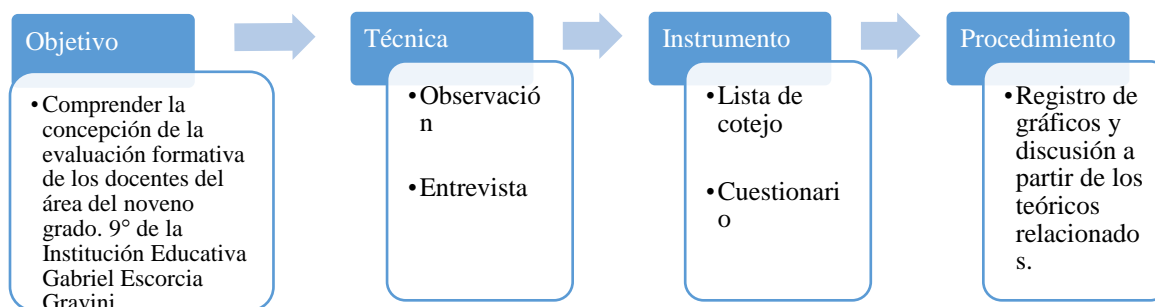 Objetivo
•Comprender la
concepción de la
evaluación formativa
de los docentes del
área del noveno
grado. 9° de la
Institución Educativa
Gabriel Escorcia
Gravini
Técnica
•Observació
n
•Entrevista
Instrumento
•Lista de
cotejo
•Cuestionari
o
Procedimiento
•Registro de
gráficos y
discusión a
partir de los
teóricos
relacionado
s.